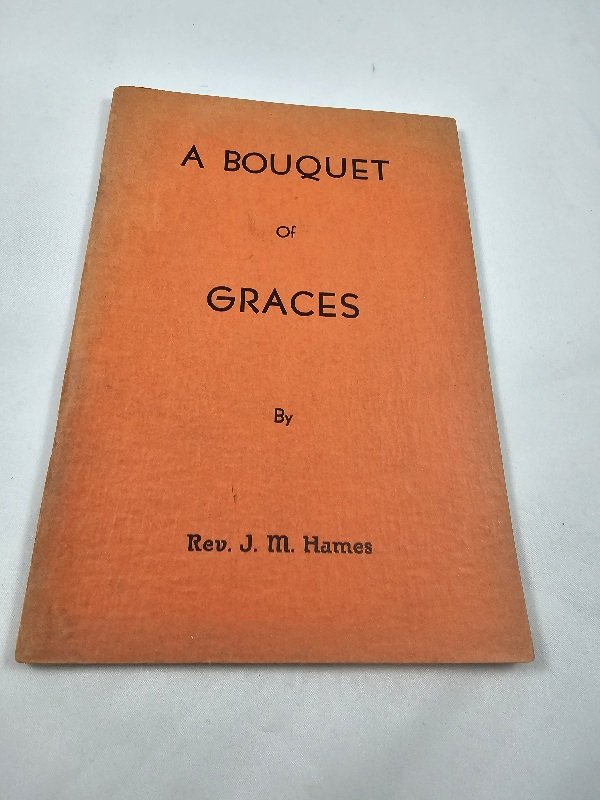 A BOUQUET
Of
GRACES
By
Rev. J. M. Hames